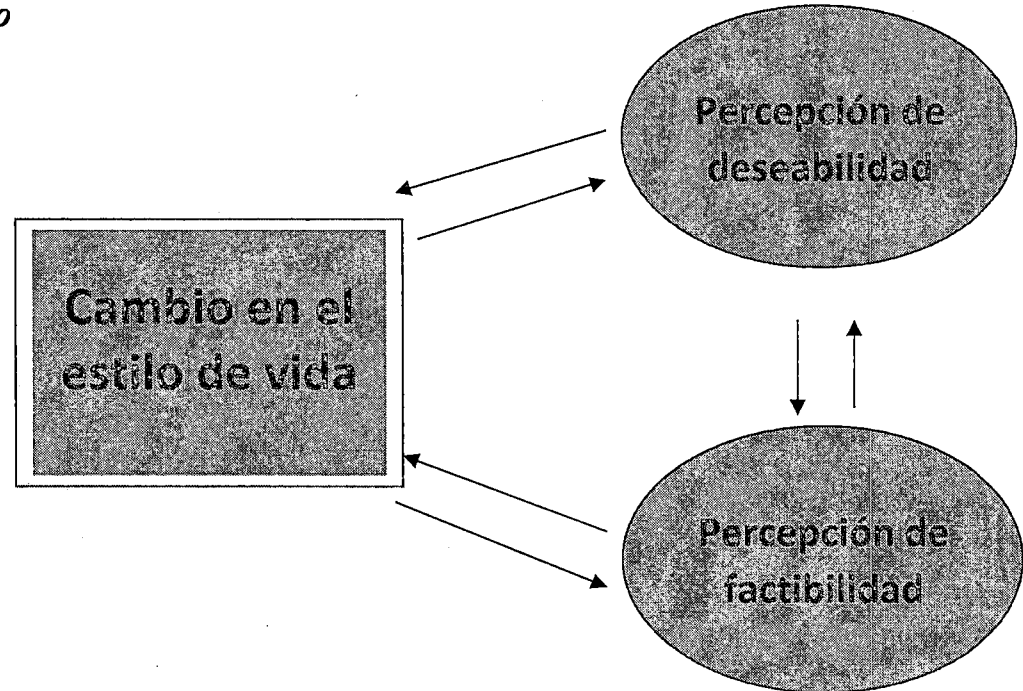 o
Percepción de
deseabilidad
Cambio en el
estilo de vida
Percepción de
factibilidad